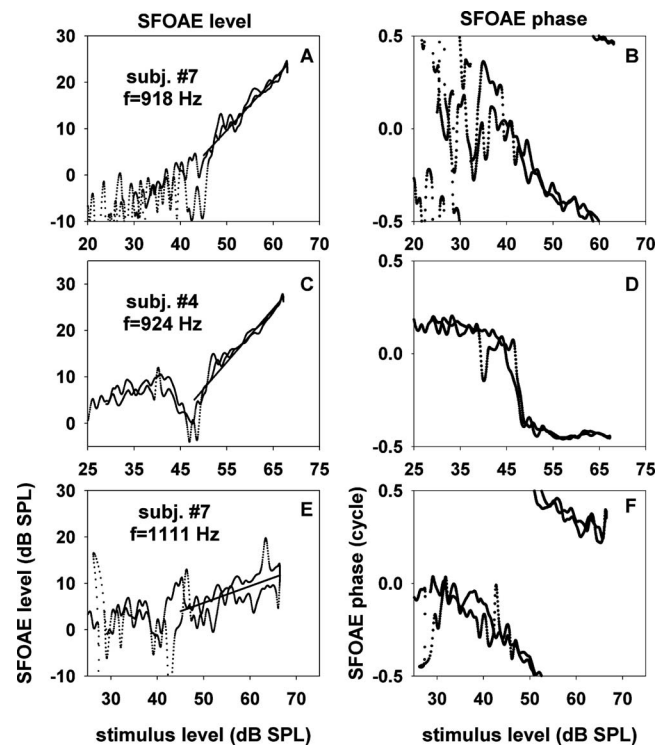 SFOAE level
SFOAE phase
30
A
subj. #7
f=918 Hz
20
10
0
-10
20 30 40 50 60 70
0.5
B
0.0
-0.5
20 30 40 50 60 70
30
C
subj. #4
f=924 Hz
20
10
0
25 35 45 55 65 75
0.5
D
0.0
-0.5
25 35 45 55 65 75
30
E
subj. #7
f=1111 Hz
20
10
0
-10
30 40 50 60 70
SFOAE level (dB SPL)
stimulus level (dB SPL)
0.5
F
0.0
-0.5
30 40 50 60 70
SFOAE phase (cycle)
stimulus level (dB SPL)